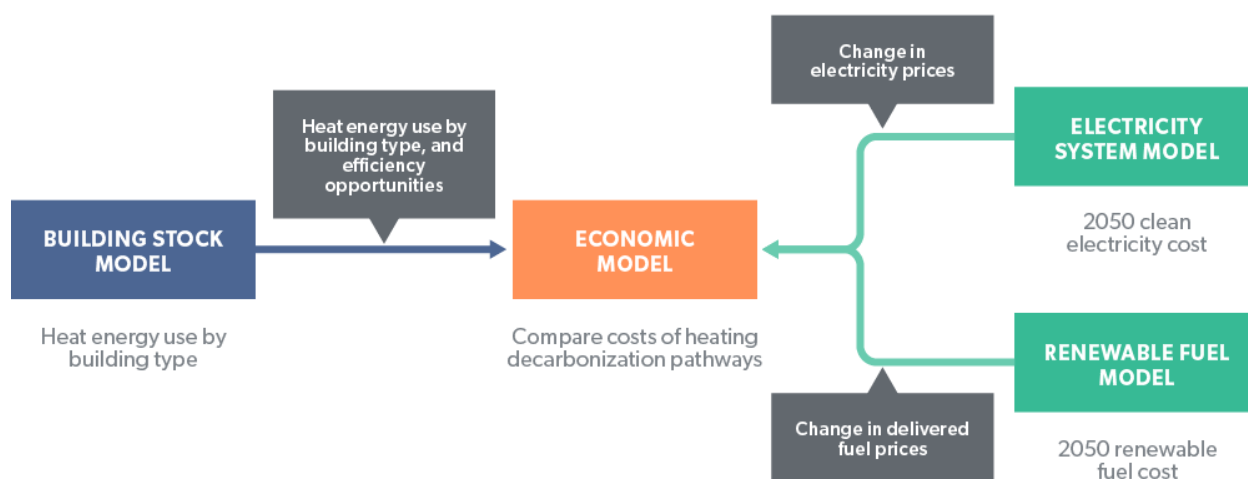 Change in
electricity prices
Heat energy use by
building type, and
efficiency
opportunities
ELECTRICITY
SYSTEM MODEL
BUILDING STOCK
MODEL
ECONOMIC
MODEL
2050 clean
electricity cost
Heat energy use by
building type
Compare costs of heating
decarbonization pathways
RENEWABLE FUEL
MODEL
Change in delivered
fuel prices
2050 renewable
fuel cost